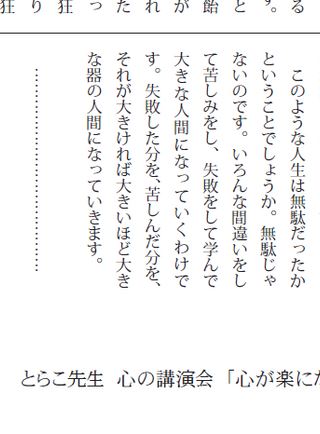 る
す。
と
飴
が
れ
た
っ
狂
り
狂
このような人生は無駄だったか
ということでしょうか。無駄じゃ
ないのです。いろんな間違いをし
て苦しみをし、失敗をして学んで
大きな人間になっていくわけで
す。失敗した分を、苦しんだ分を、
それが大きければ大きいほど大き
な器の人間になっていきます。
…………………………
とらこ先生 心の講演会 「心が楽に